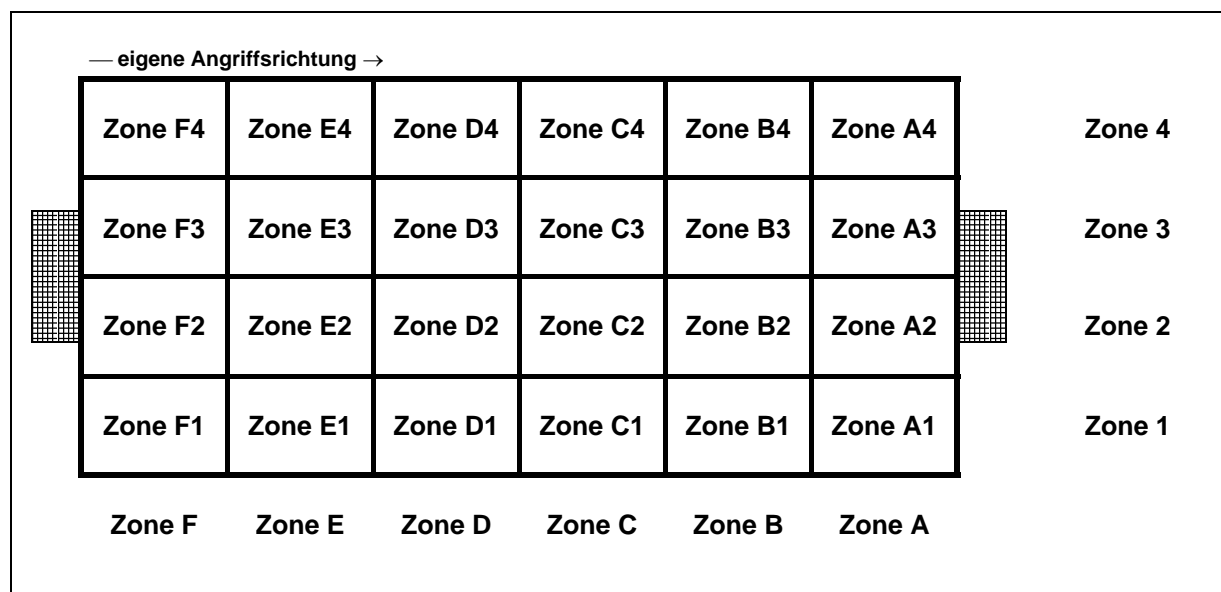 — eigene Angriffsrichtung →
Zone F4 Zone E4 Zone D4 Zone C4 Zone B4 Zone A4 Zone 4
Zone F3 Zone E3 Zone D3 Zone C3 Zone B3 Zone A3 Zone 3
Zone F2 Zone E2 Zone D2 Zone C2 Zone B2 Zone A2 Zone 2
Zone F1 Zone E1 Zone D1 Zone C1 Zone B1 Zone A1 Zone 1
Zone F Zone E Zone D Zone C Zone B Zone A